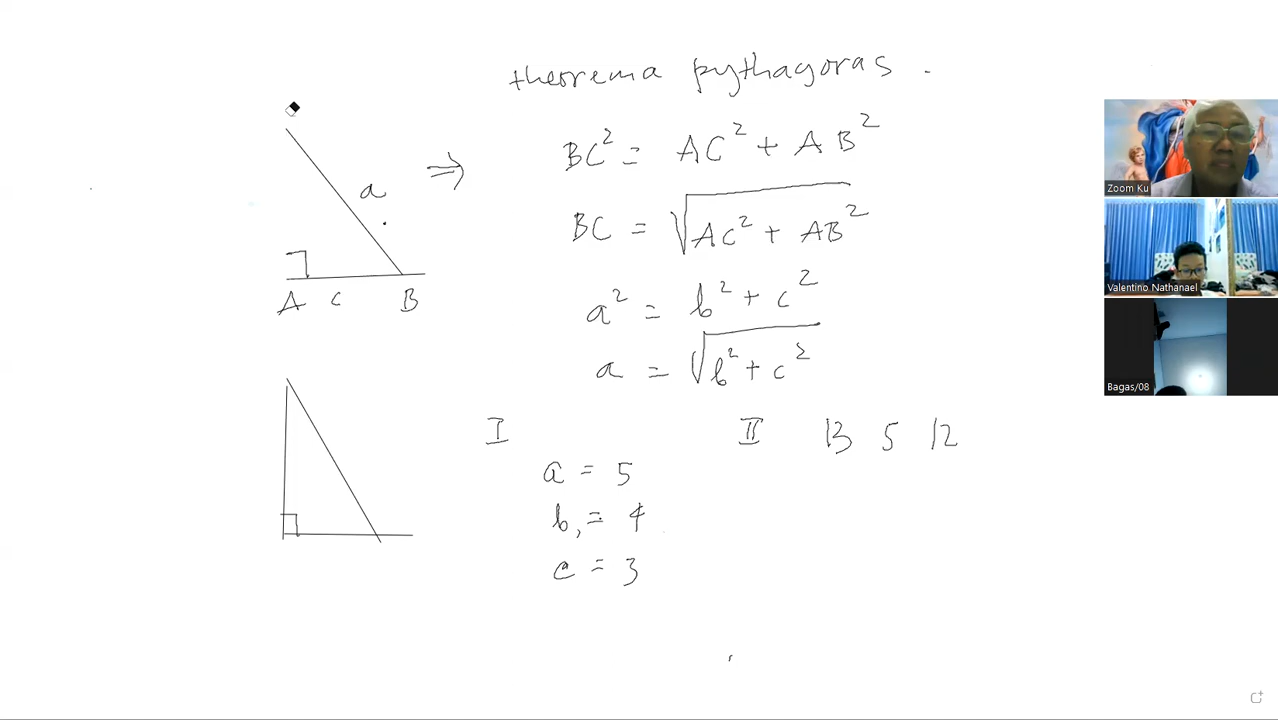 theorema pythagoras .
BC² = AC² + AB²
a
⇒
BC = √AC² + AB²
A c B
a² = b² + c²
a = √b² + c²
I
II 13 5 12
a = 5
b, = 4
c = 3
Zoom Ku
Valentino Nathanael
Bagas/08